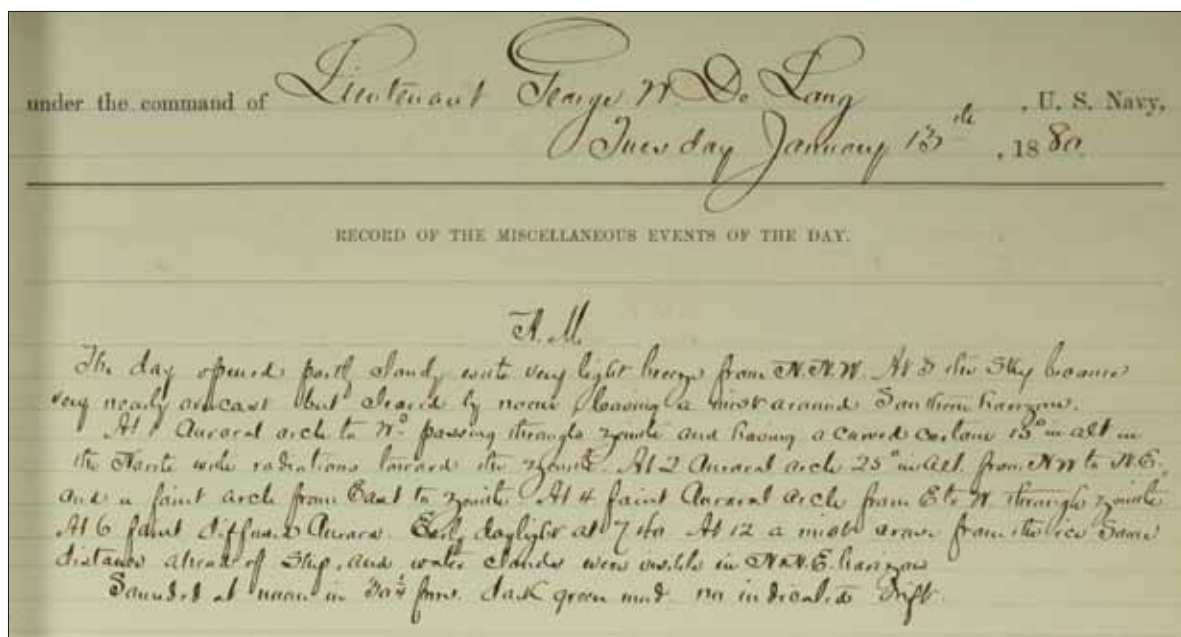 under the command of Lieutenant George W. De Long, U. S. Navy,
Tuesday January 13th, 1880.
RECORD OF THE MISCELLANEOUS EVENTS OF THE DAY.
A.M.
The day opened partly cloudy with very light breeze from N.N.W. At 3 the sky became
very nearly overcast but cleared by noon, leaving a mist around Southern horizon.
At 1 Auroral arch to passing through zenith and having a curved curtain 15° in alt in
the North with radiations toward the zenith. At 2 Auroral arch 25° in alt. from NW to N.E.,
and a faint arch from East to zenith. At 4 faint Auroral arch from E to W through zenith
At 6 faint diffused Aurora. Early daylight at 7 At 12 a mist arose from the ice some
distance ahead of ship, and water clouds were visible in N.N.E. horizon
Sounded at noon in fms. dark green mud no indicated drift.